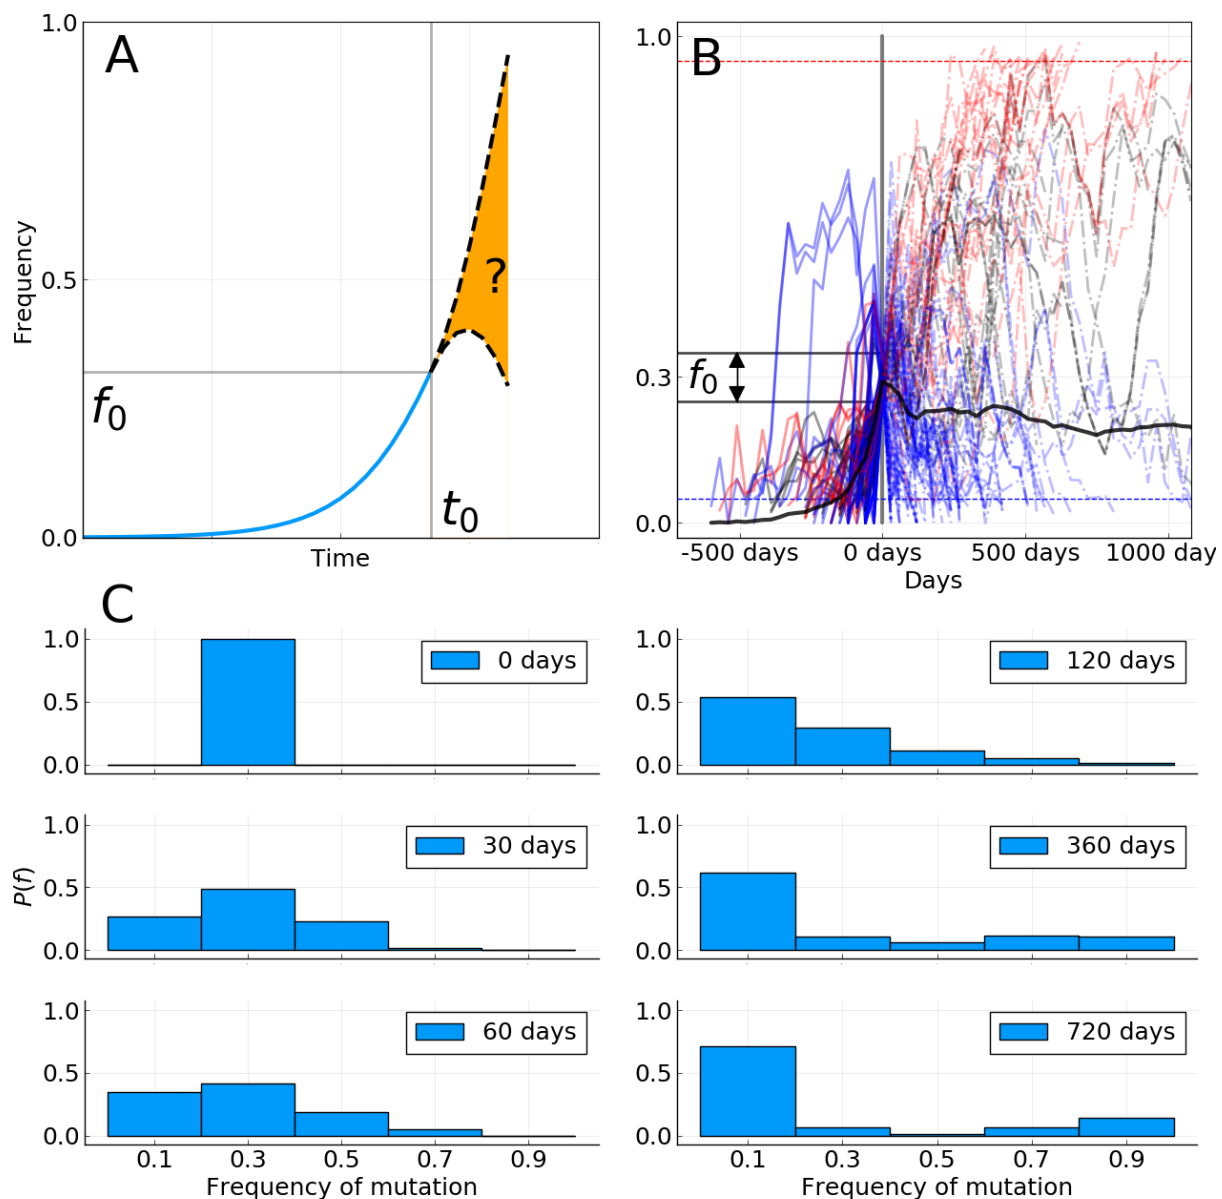 A
1.0
0.5
0.0
Frequency
f0
t0
?
Time
B
1.0
0.3
0.0
f0
-500 days
0 days
500 days
1000 day
Days
C
1.0
0.5
0.0
0 days
1.0
0.5
0.0
120 days
1.0
0.5
0.0
P(f)
30 days
1.0
0.5
0.0
360 days
1.0
0.5
0.0
60 days
0.1 0.3 0.5 0.7 0.9
Frequency of mutation
1.0
0.5
0.0
720 days
0.1 0.3 0.5 0.7 0.9
Frequency of mutation